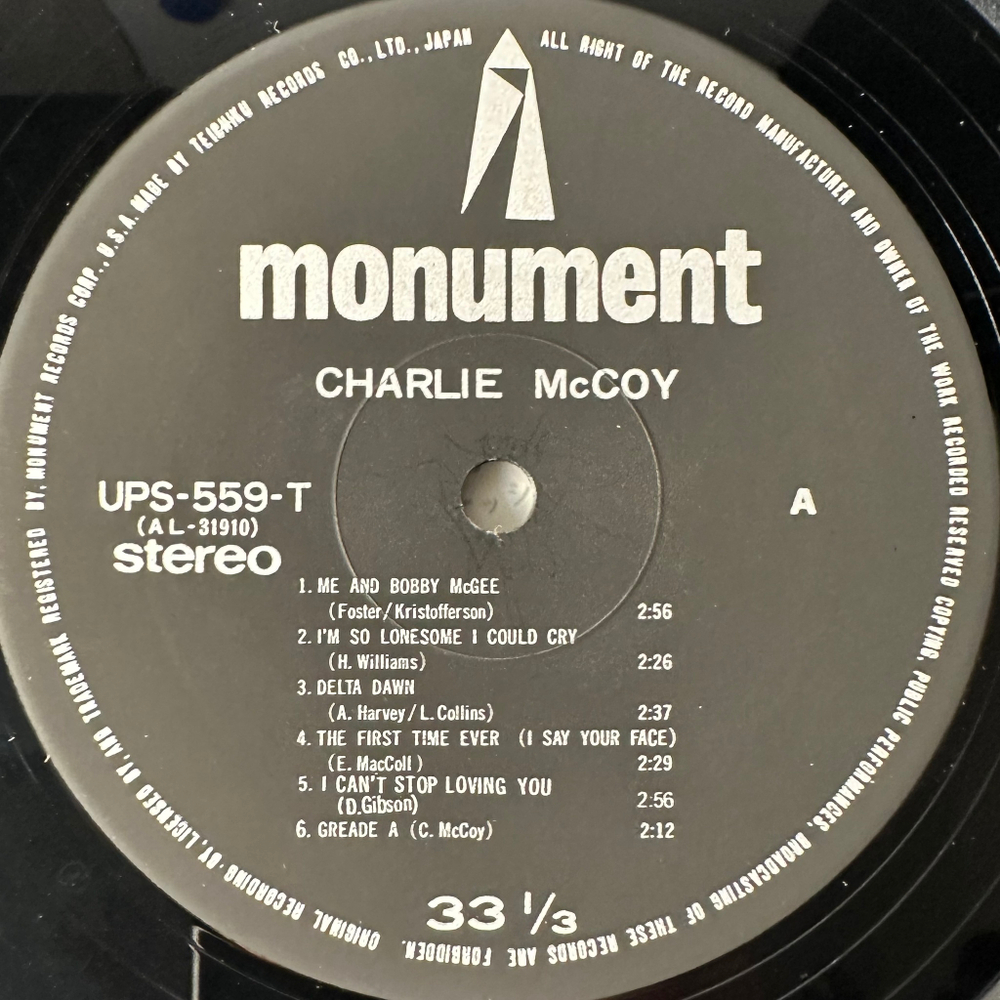 ORIGINAL RECORDING BY, LICENSED BY, AND TRADEMARK REGISTERED BY, MONUMENT RECORDS CORP., U.S.A. MADE BY TEICHIKU RECORDS CO., LTD., JAPAN
ALL RIGHT OF THE RECORD MANUFACTURER AND OWNER OF THE WORK RECORDED RESERVED COPYING, PUBLIC PERFORMANCES, BROADCASTING OF THESE RECORDS ARE FORBIDDEN.
monument
CHARLIE McCOY
UPS-559-T
(AL-31910)
stereo
A
1. ME AND BOBBY McGEE
(Foster/Kristofferson) 2:56
2. I'M SO LONESOME I COULD CRY
(H. Williams) 2:26
3. DELTA DAWN
(A. Harvey/L. Collins) 2:37
4. THE FIRST TIME EVER (I SAY YOUR FACE)
(E. MacColl) 2:29
5. I CAN'T STOP LOVING YOU
(D.Gibson) 2:56
6. GREADE A (C. McCoy) 2:12
33 1/3